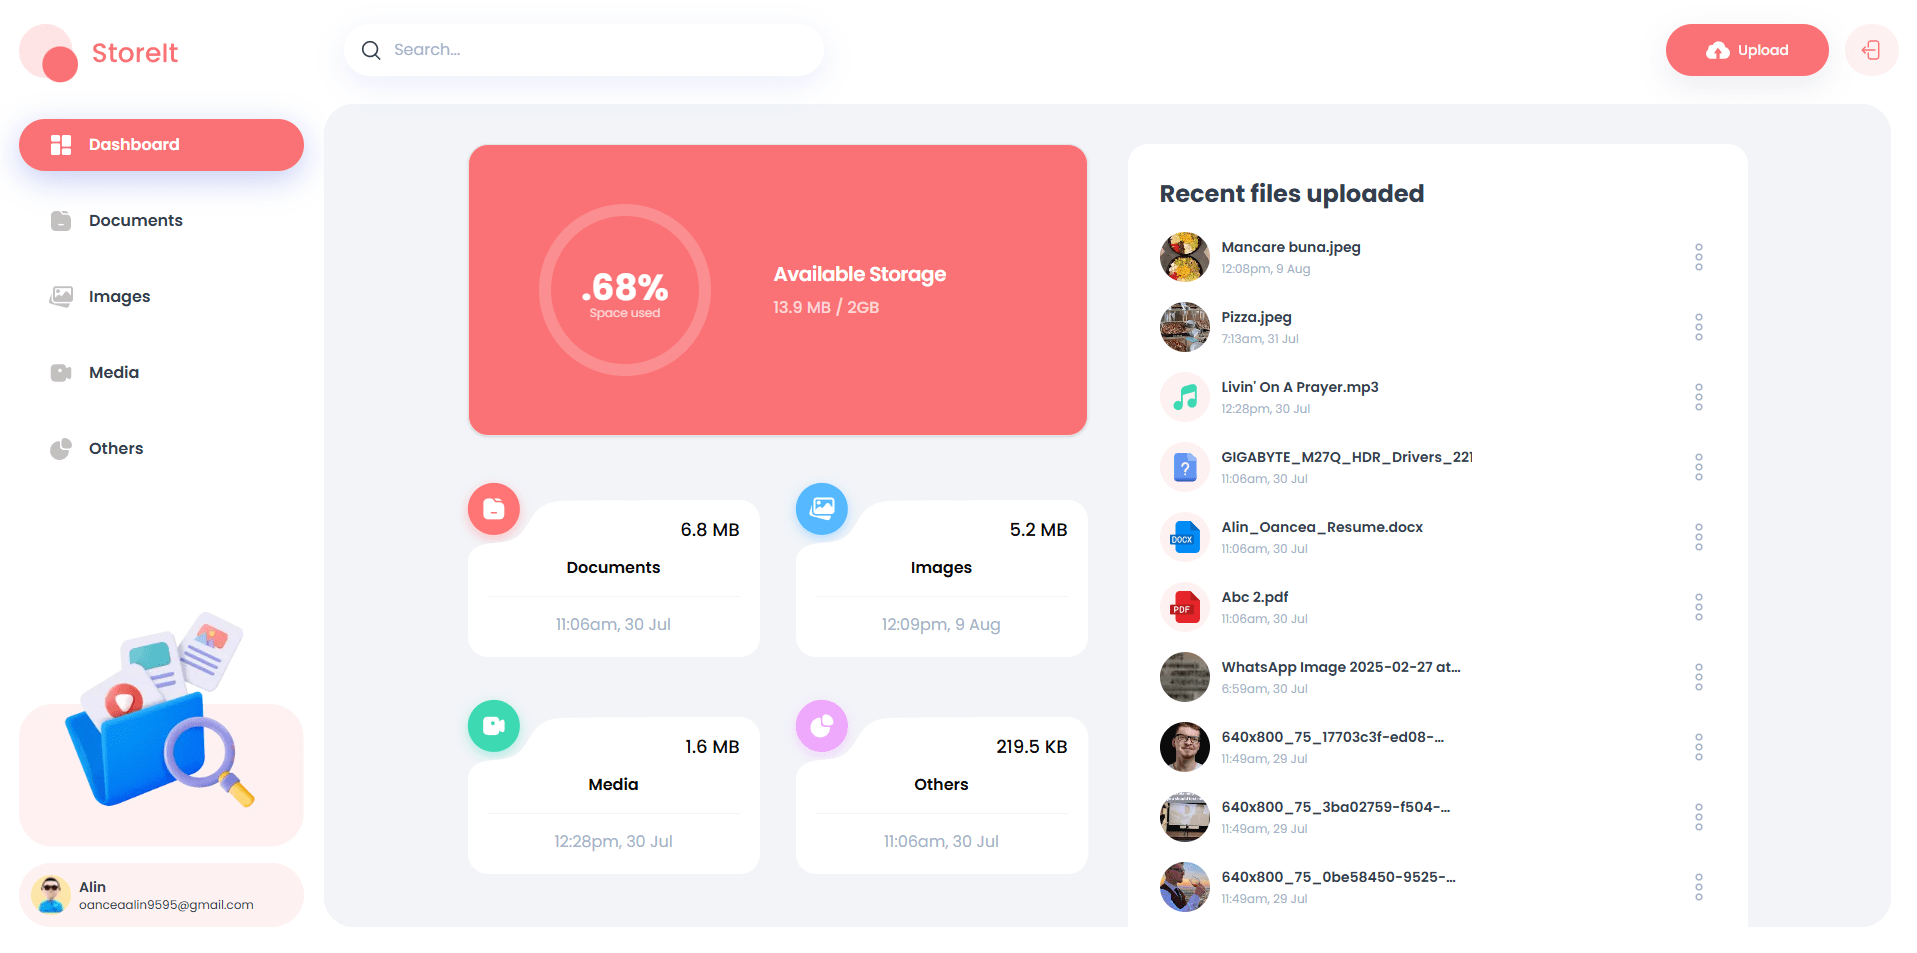 StoreIt
Search...
Upload
Dashboard
Documents
Images
Media
Others
Alin
oanceaalin9595@gmail.com
.68%
Space used
Available Storage
13.9 MB / 2GB
6.8 MB
Documents
11:06am, 30 Jul
5.2 MB
Images
12:09pm, 9 Aug
1.6 MB
Media
12:28pm, 30 Jul
219.5 KB
Others
11:06am, 30 Jul
Recent files uploaded
Mancare buna.jpeg
12:08pm, 9 Aug
Pizza.jpeg
7:13am, 31 Jul
Livin' On A Prayer.mp3
12:28pm, 30 Jul
?
GIGABYTE_M27Q_HDR_Drivers_221
11:06am, 30 Jul
DOCX
Alin_Oancea_Resume.docx
11:06am, 30 Jul
PDF
Abc 2.pdf
11:06am, 30 Jul
WhatsApp Image 2025-02-27 at...
6:59am, 30 Jul
640x800_75_17703c3f-ed08-...
11:49am, 29 Jul
640x800_75_3ba02759-f504-...
11:49am, 29 Jul
640x800_75_0be58450-9525-...
11:49am, 29 Jul